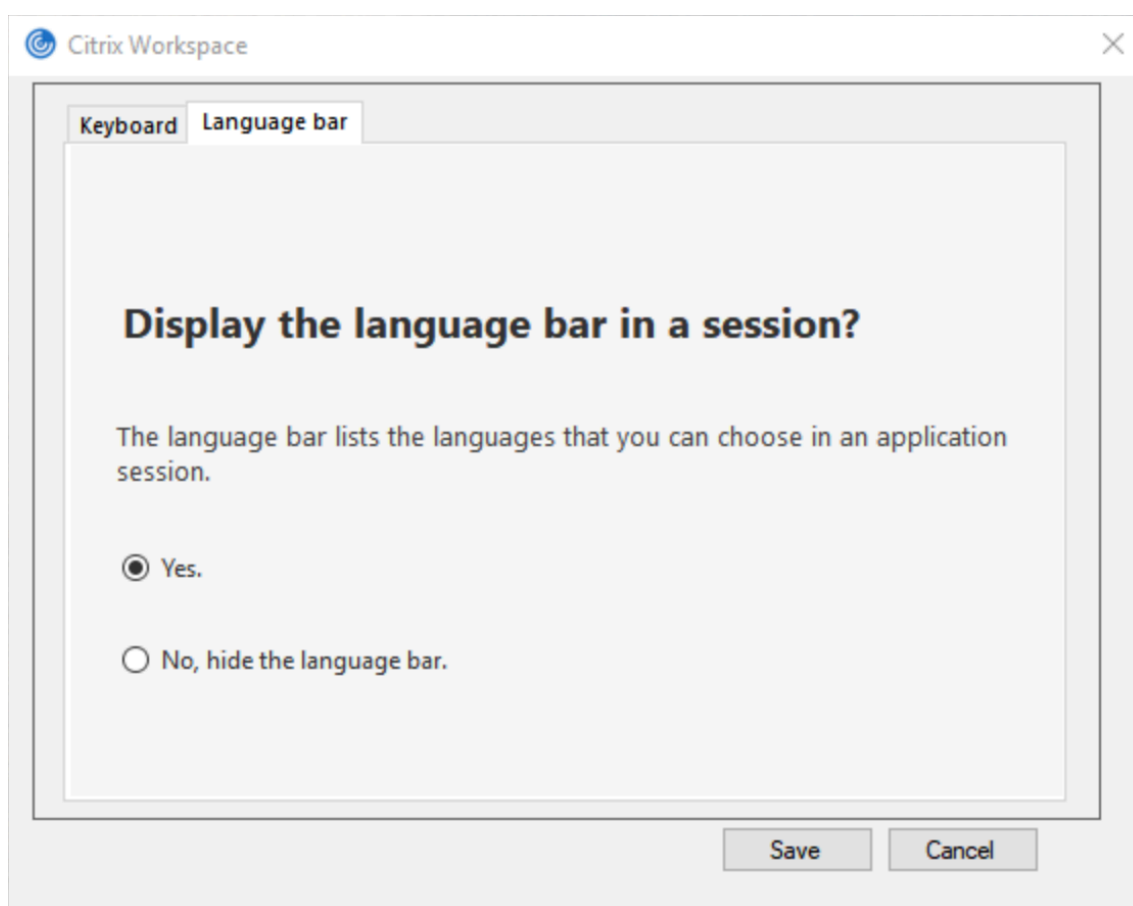 Citrix Workspace
Keyboard
Language bar
Display the language bar in a session?
The language bar lists the languages that you can choose in an application
session.
Yes.
No, hide the language bar.
Save
Cancel